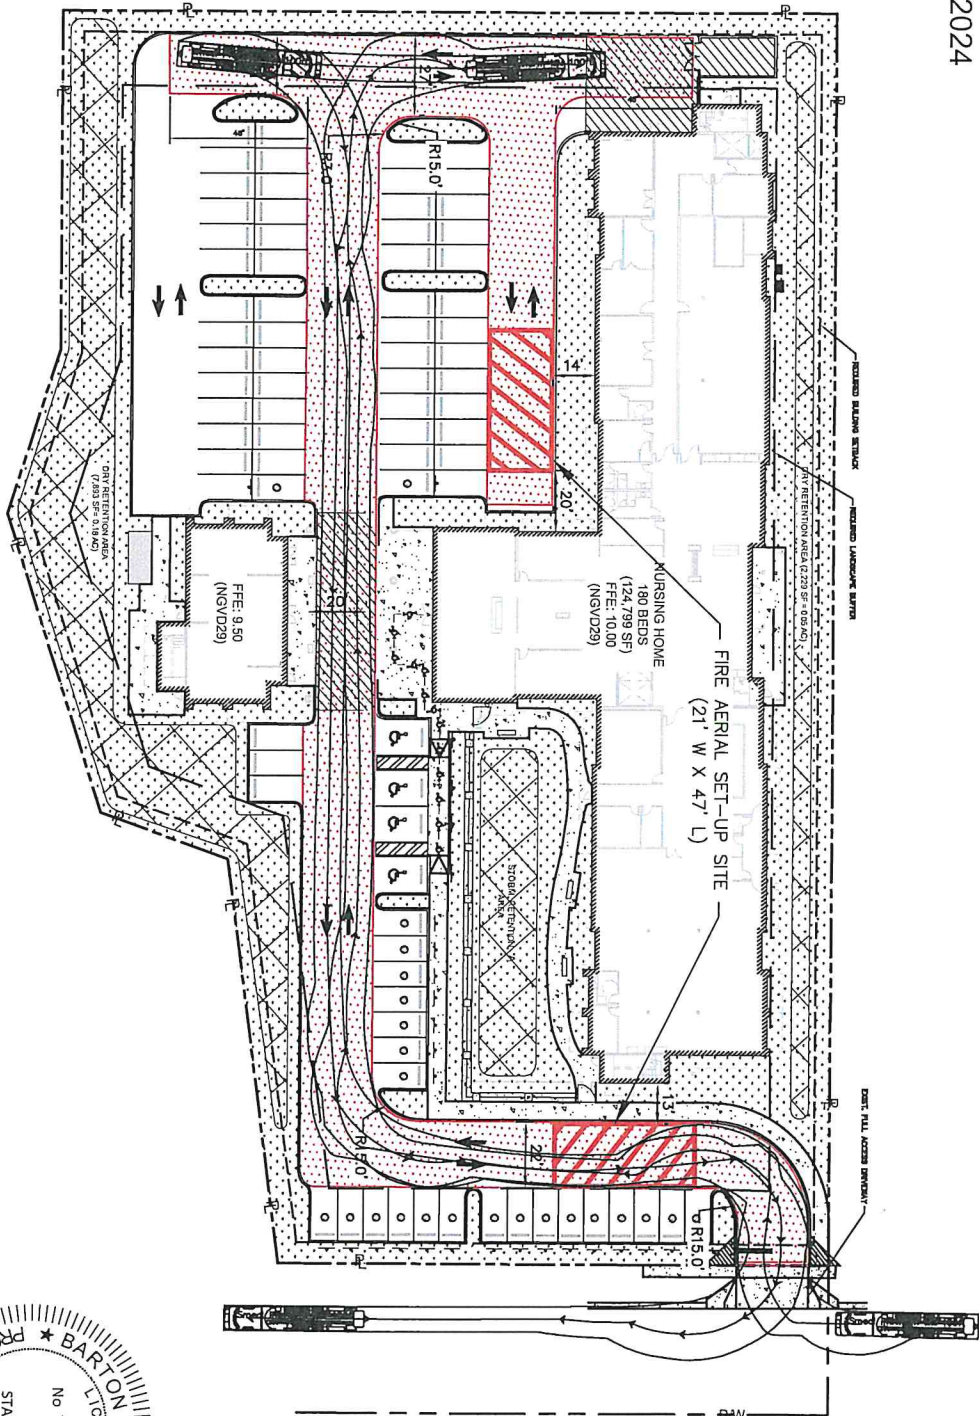 2024
REQUIRED BUILDING SETBACK
REQUIRED LANDSCAPE BUFFER
DRY RETENTION AREA (2,229 SF = 0.05 AC)
R15.0'
48'
14'
20'
NURSING HOME
180 BEDS
(124,799 SF)
FFE: 10.00
(NGVD29)
FIRE AERIAL SET-UP SITE
(21' W X 47' L)
DRY RETENTION AREA
(7,893 SF = 0.18 AC)
FFE: 9.50
(NGVD29)
20'
STORM RETENTION
AREA
EXIST. FULL ACCESS DRIVEWAY
13'
R15.0'
R15.0'
R/W
BARTON
No
STA